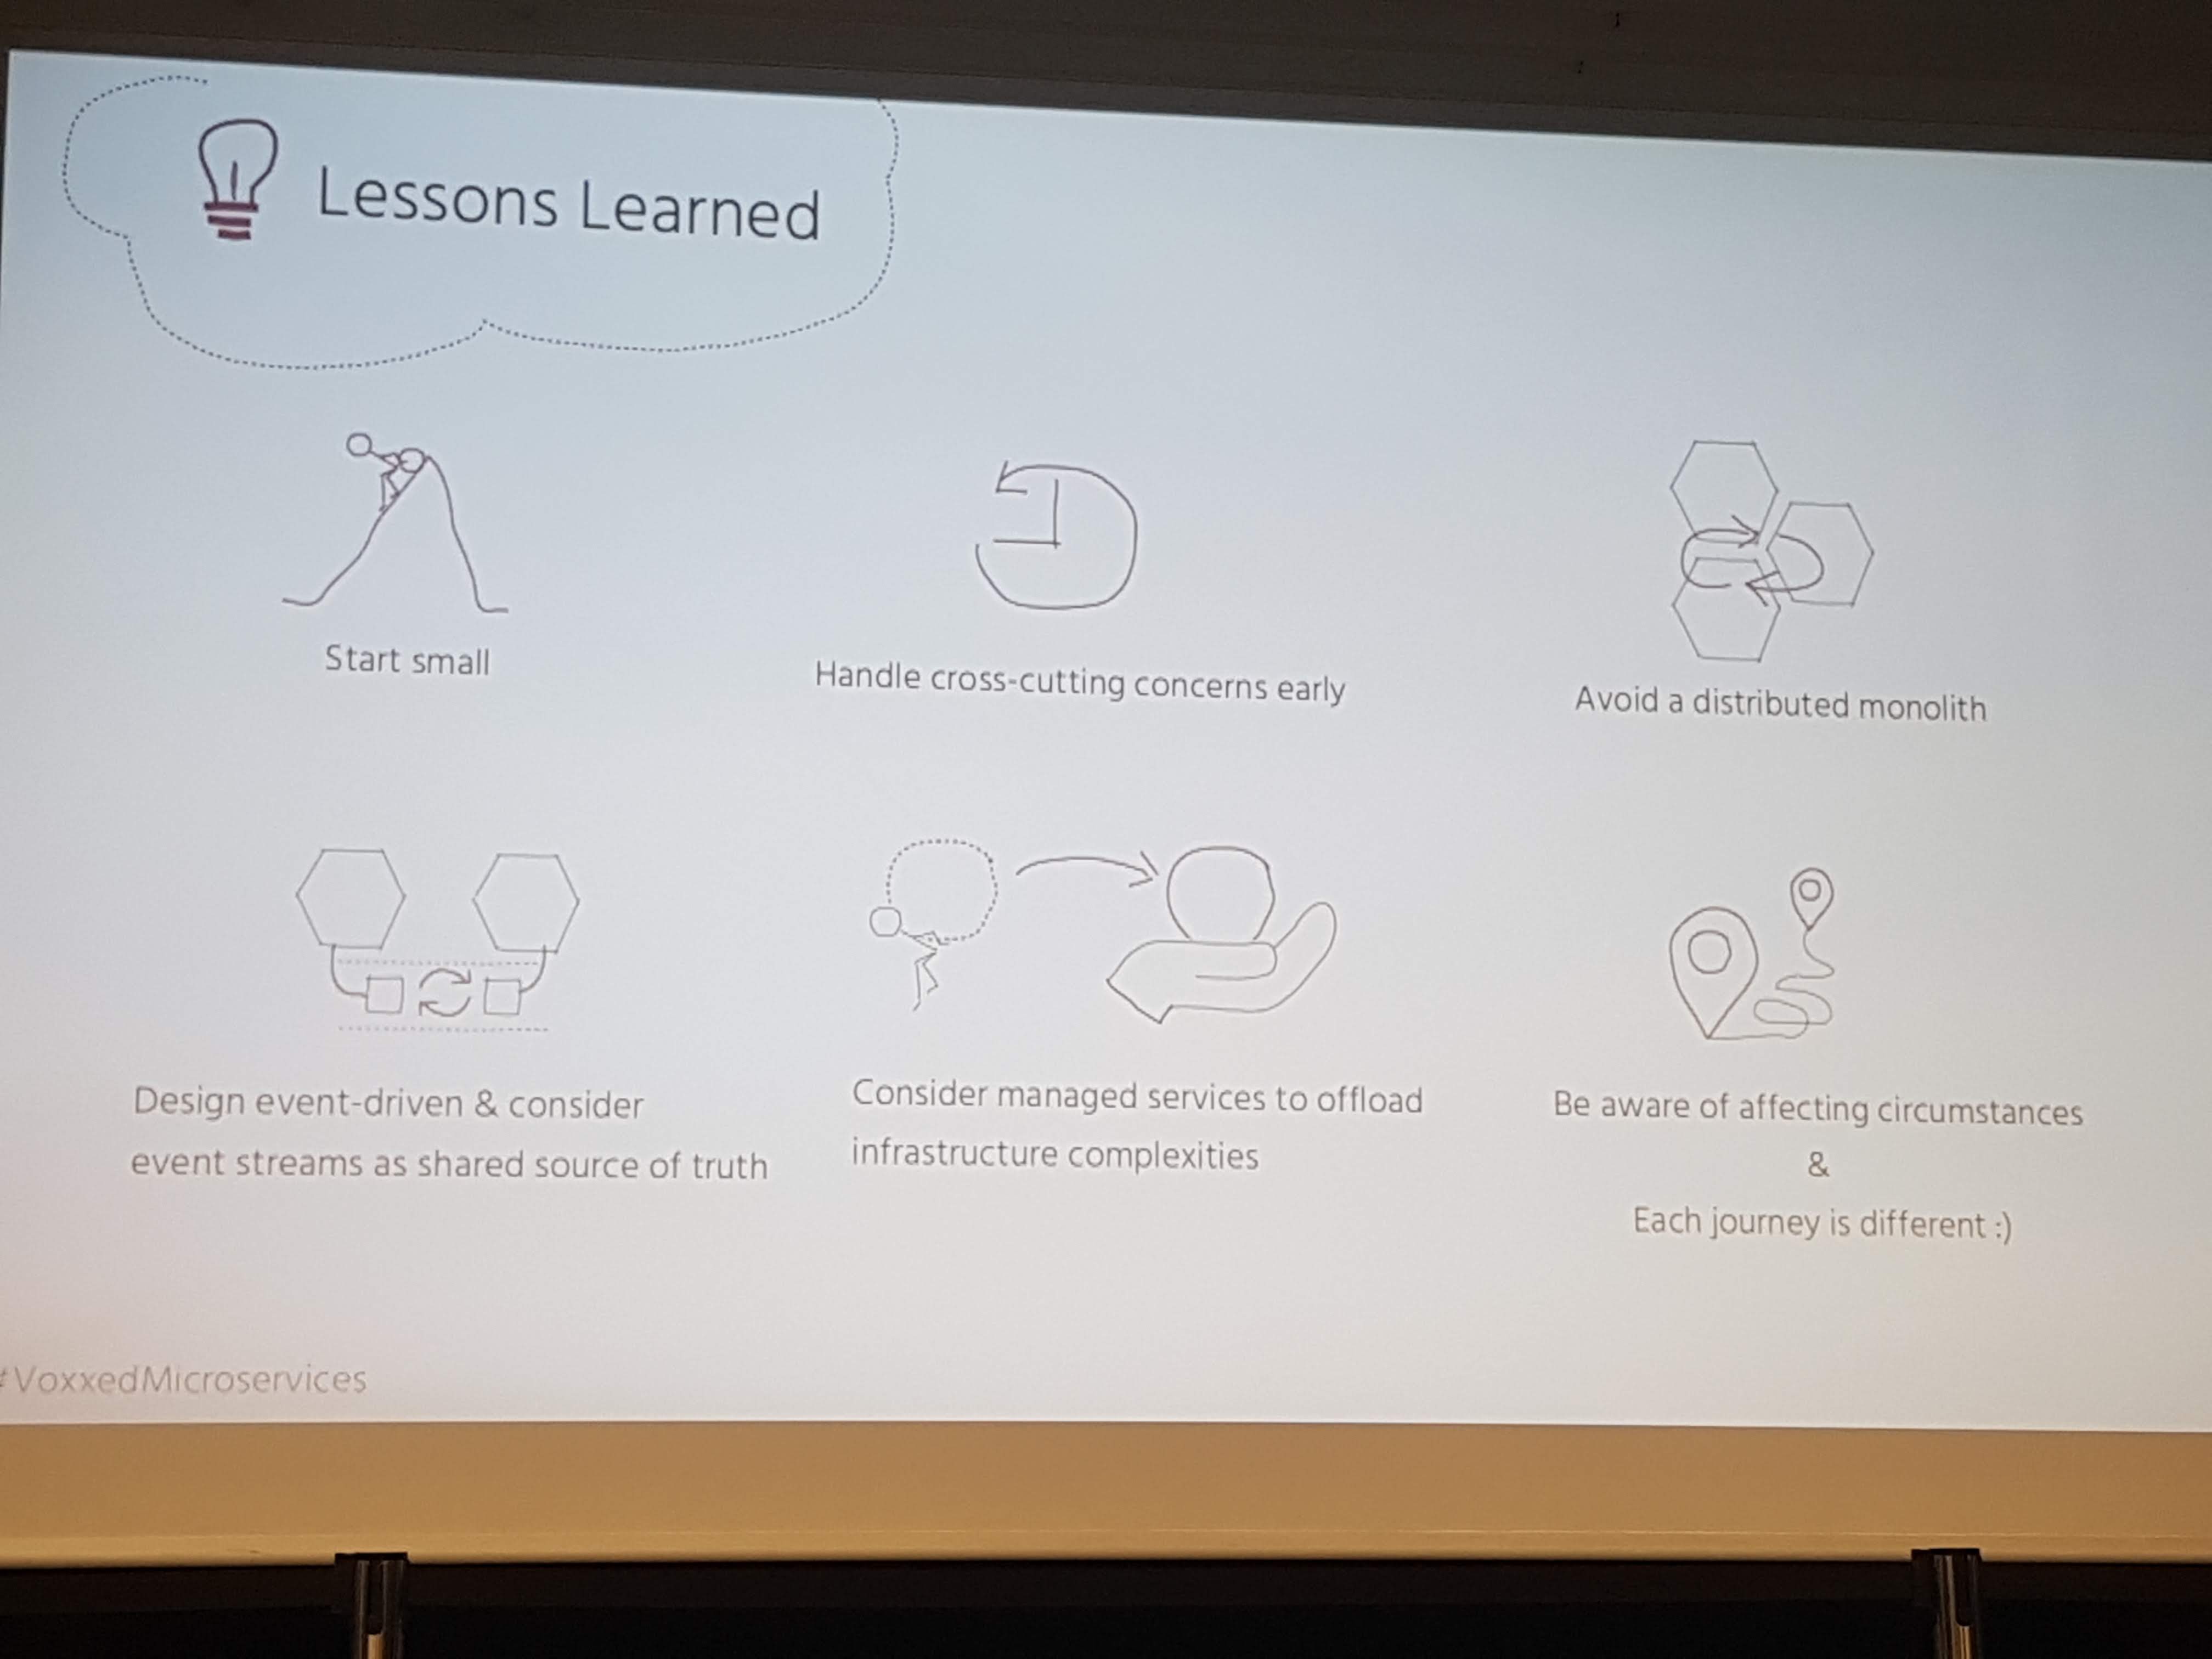 Lessons Learned
Start small
Handle cross-cutting concerns early
Avoid a distributed monolith
Design event-driven & consider
event streams as shared source of truth
Consider managed services to offload
infrastructure complexities
Be aware of affecting circumstances
&
Each journey is different :)
#VoxxedMicroservices